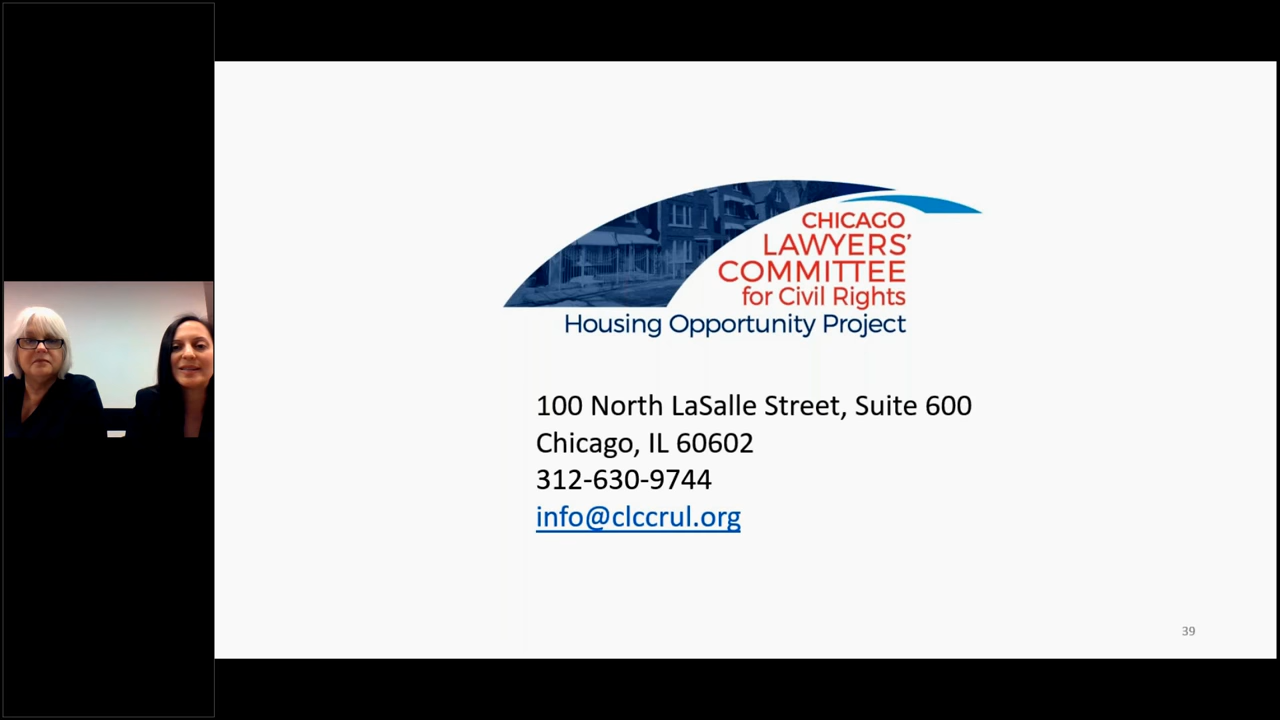 CHICAGO
LAWYERS'
COMMITTEE
for Civil Rights
Housing Opportunity Project
100 North LaSalle Street, Suite 600
Chicago, IL 60602
312-630-9744
info@clccrul.org
39